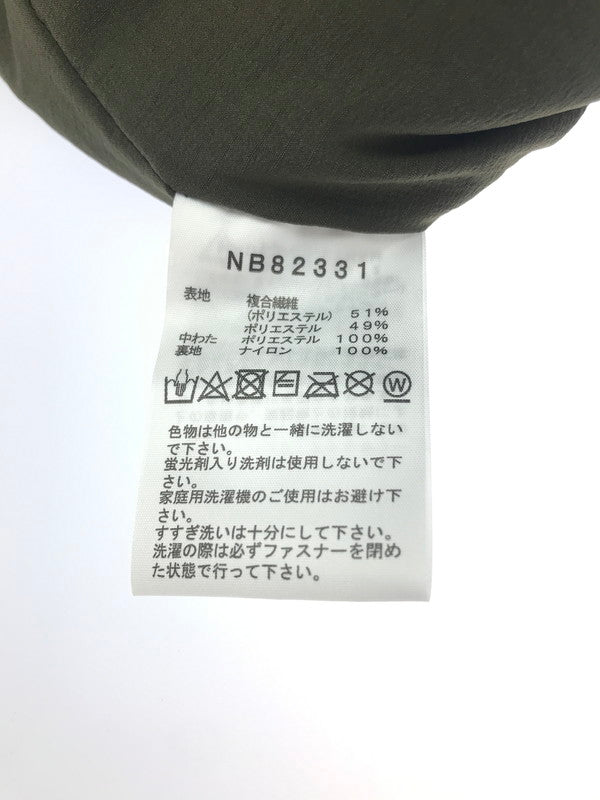 NB82331
表地 複合繊維
(ポリエステル) 51%
ポリエステル 49%
中わた ポリエステル 100%
裏地 ナイロン 100%
W
色物は他の物と一緒に洗濯しない
で下さい。
蛍光剤入り洗剤は使用しないで下
さい。
家庭用洗濯機のご使用はお避け下
さい。
すすぎ洗いは十分にして下さい。
洗濯の際は必ずファスナーを閉め
た状態で行って下さい。